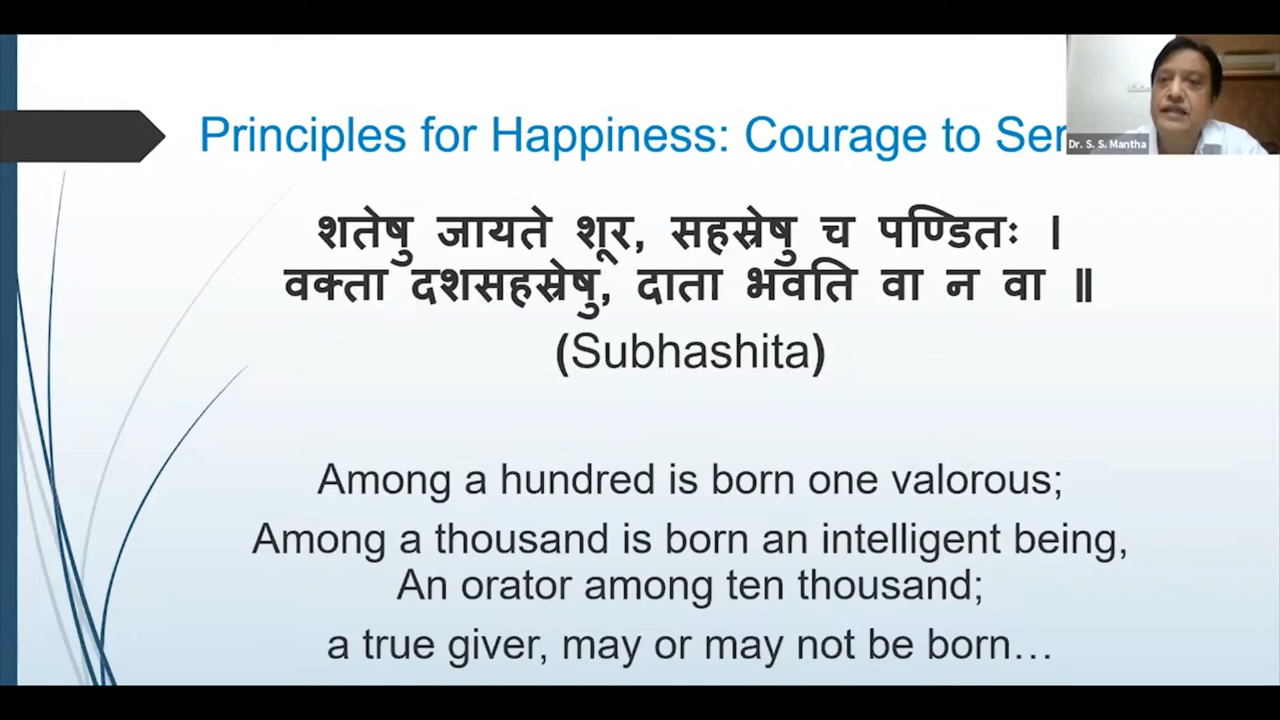 Principles for Happiness: Courage to
Dr. S. S. Mantha
शतेषु जायते शूर, सहस्रेषु च पण्डितः ।
वक्ता दशसहस्रेषु, दाता भवति वा न वा ॥
(Subhashita)
Among a hundred is born one valorous;
Among a thousand is born an intelligent being,
An orator among ten thousand;
a true giver, may or may not be born…